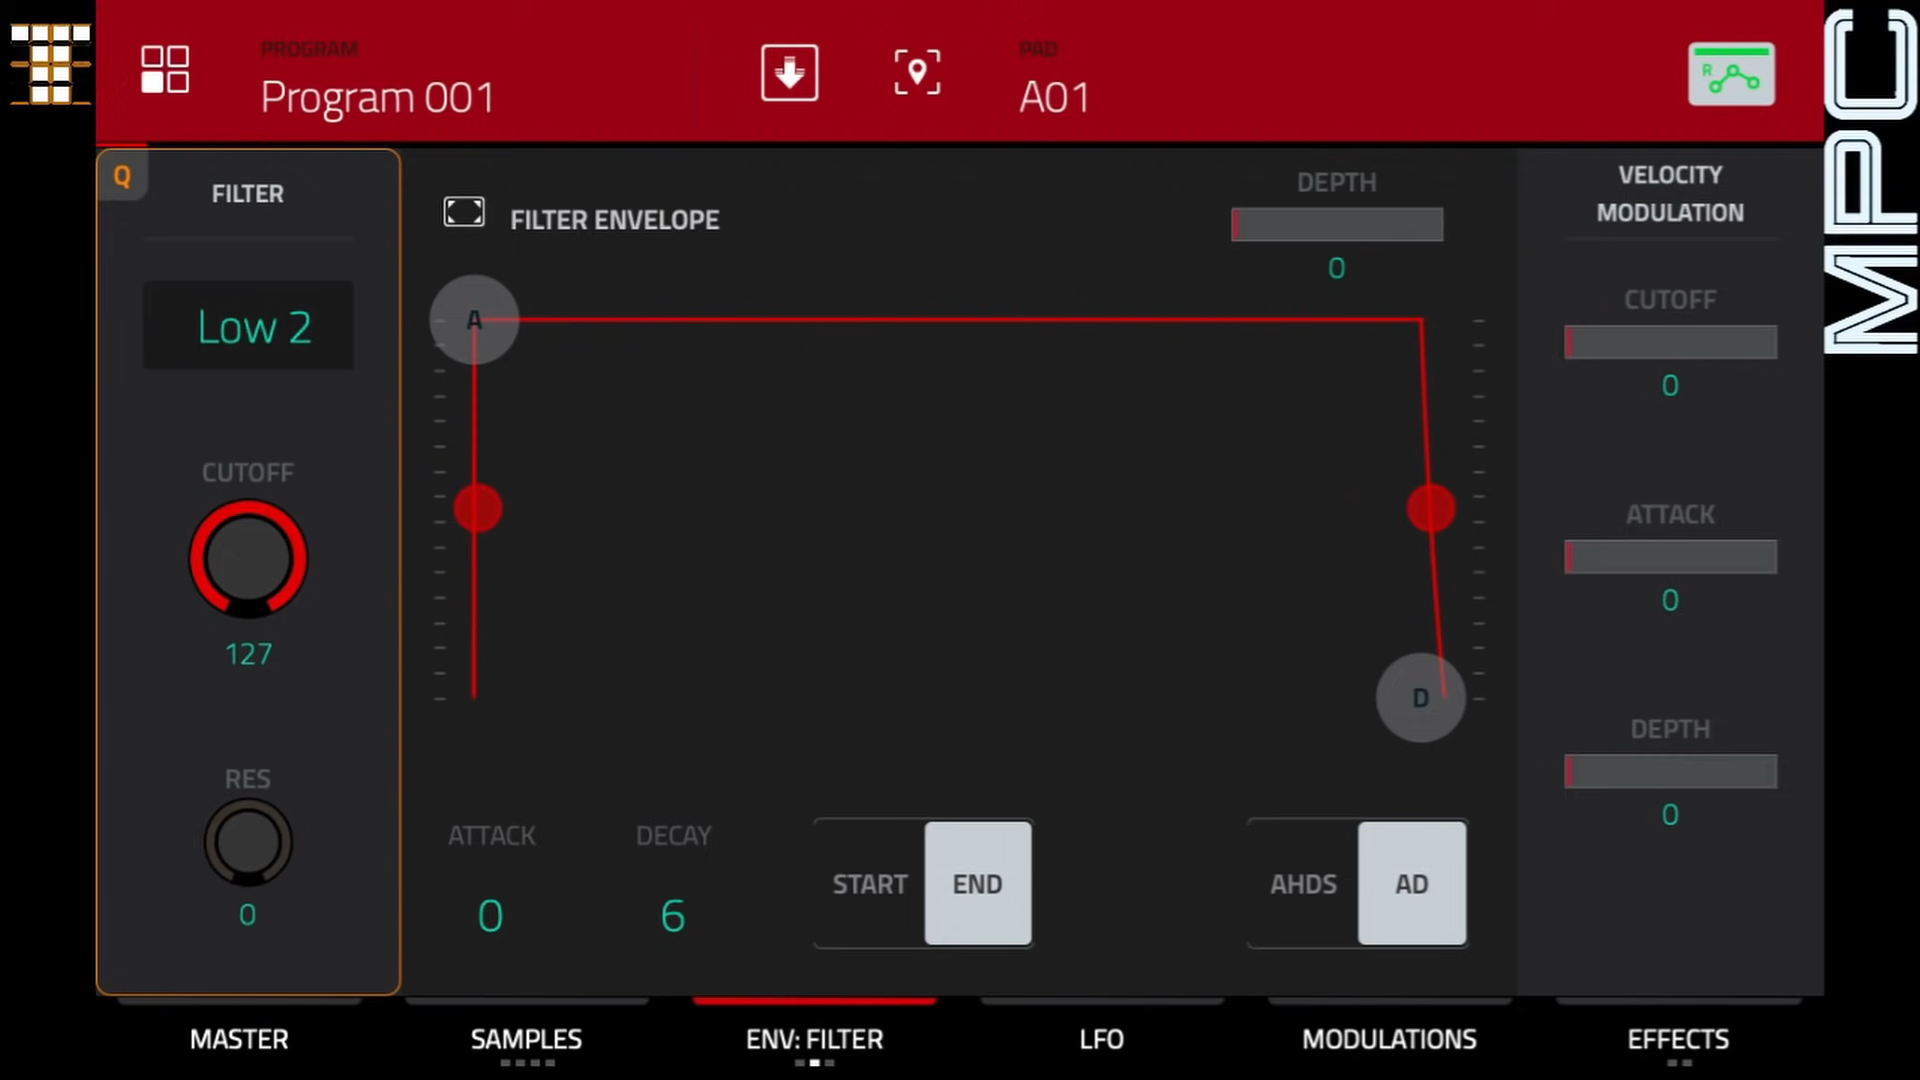 PROGRAM
Program 001
PAD
A01
R
MPC
Q
FILTER
Low 2
CUTOFF
127
RES
0
FILTER ENVELOPE
DEPTH
0
A
D
ATTACK
0
DECAY
6
START
END
AHDS
AD
VELOCITY
MODULATION
CUTOFF
0
ATTACK
0
DEPTH
0
MASTER
SAMPLES
ENV: FILTER
LFO
MODULATIONS
EFFECTS